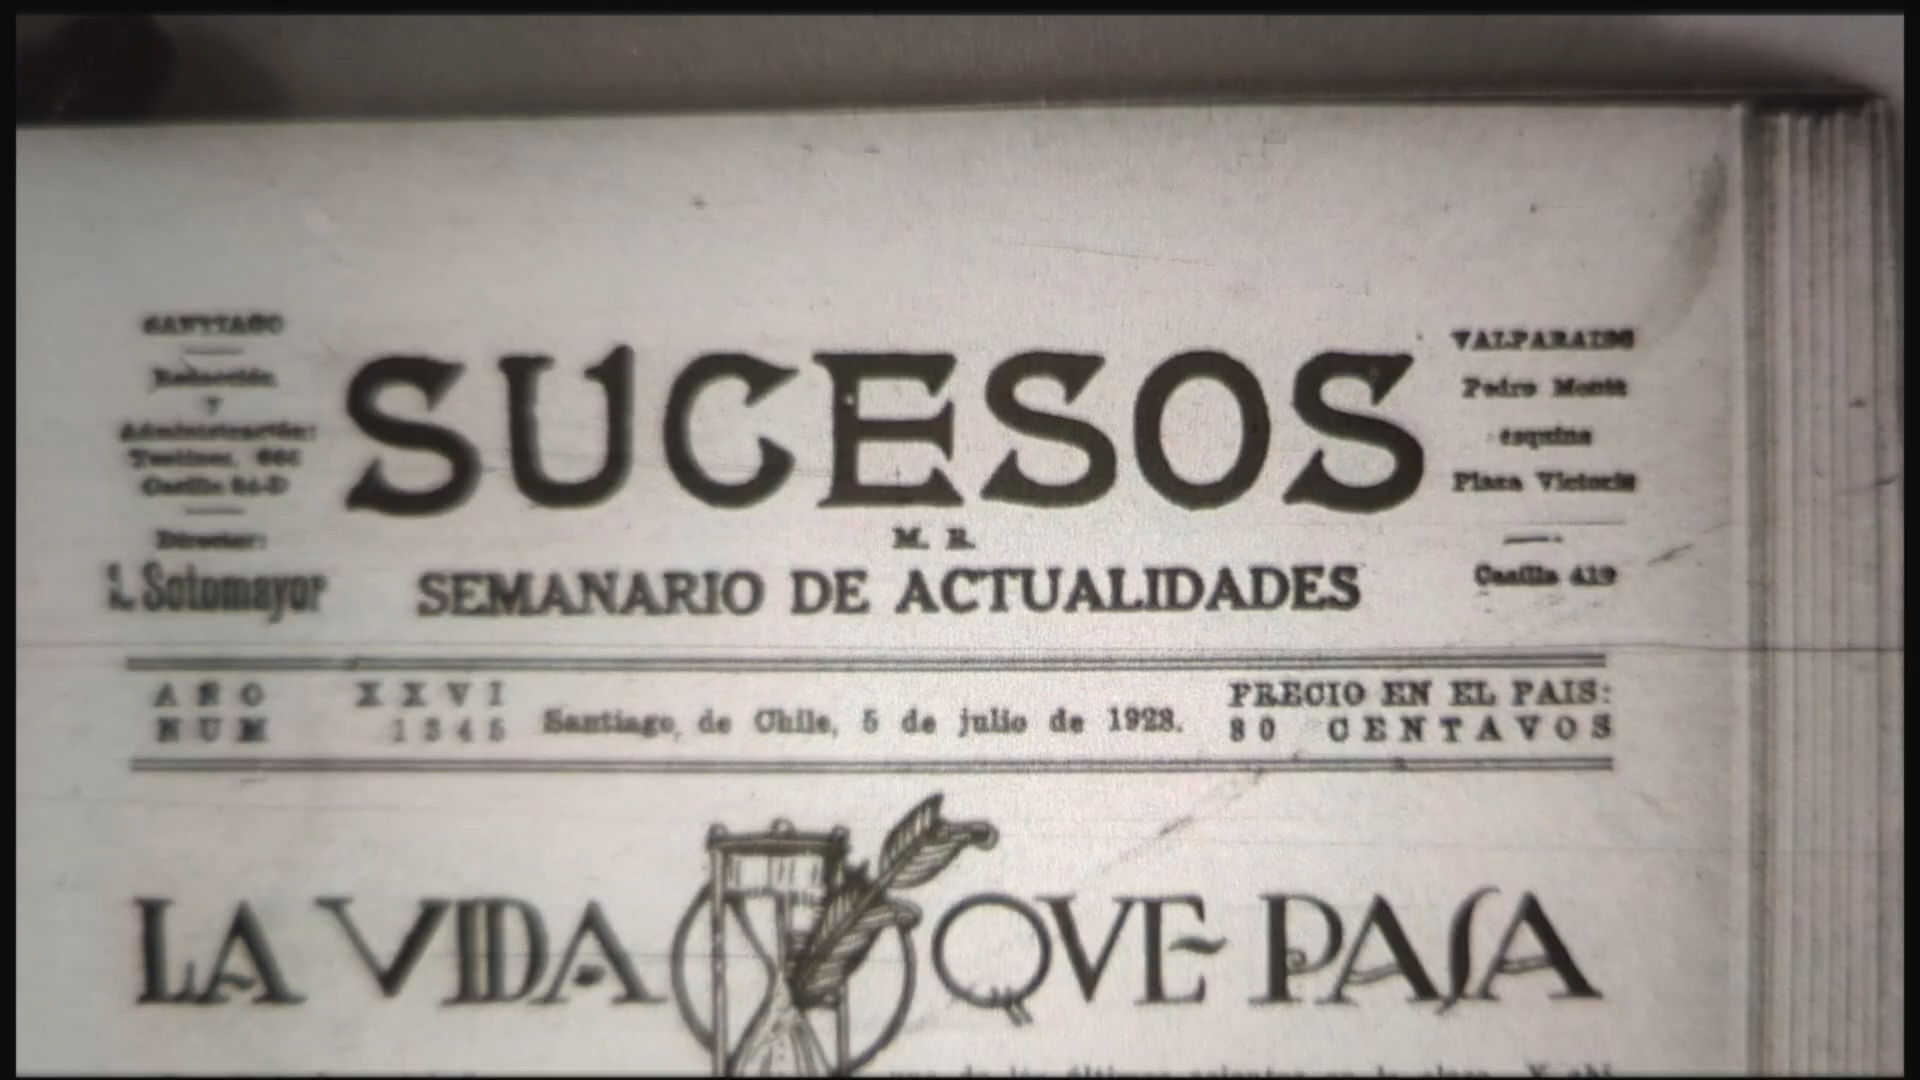 SANTIAGO
Redacción
y
Administración:
Casilla 84-D
Director:
Sotomayor
SUCESOS
M. R.
SEMANARIO DE ACTUALIDADES
VALPARAISO
Pedro Montt
esquina
Plaza Victoria
Casilla 419
AÑO XXVI
NUM 1345
Santiago, de Chile, 5 de julio de 1928.
PRECIO EN EL PAIS:
80 CENTAVOS
LA VIDA QVE PASA